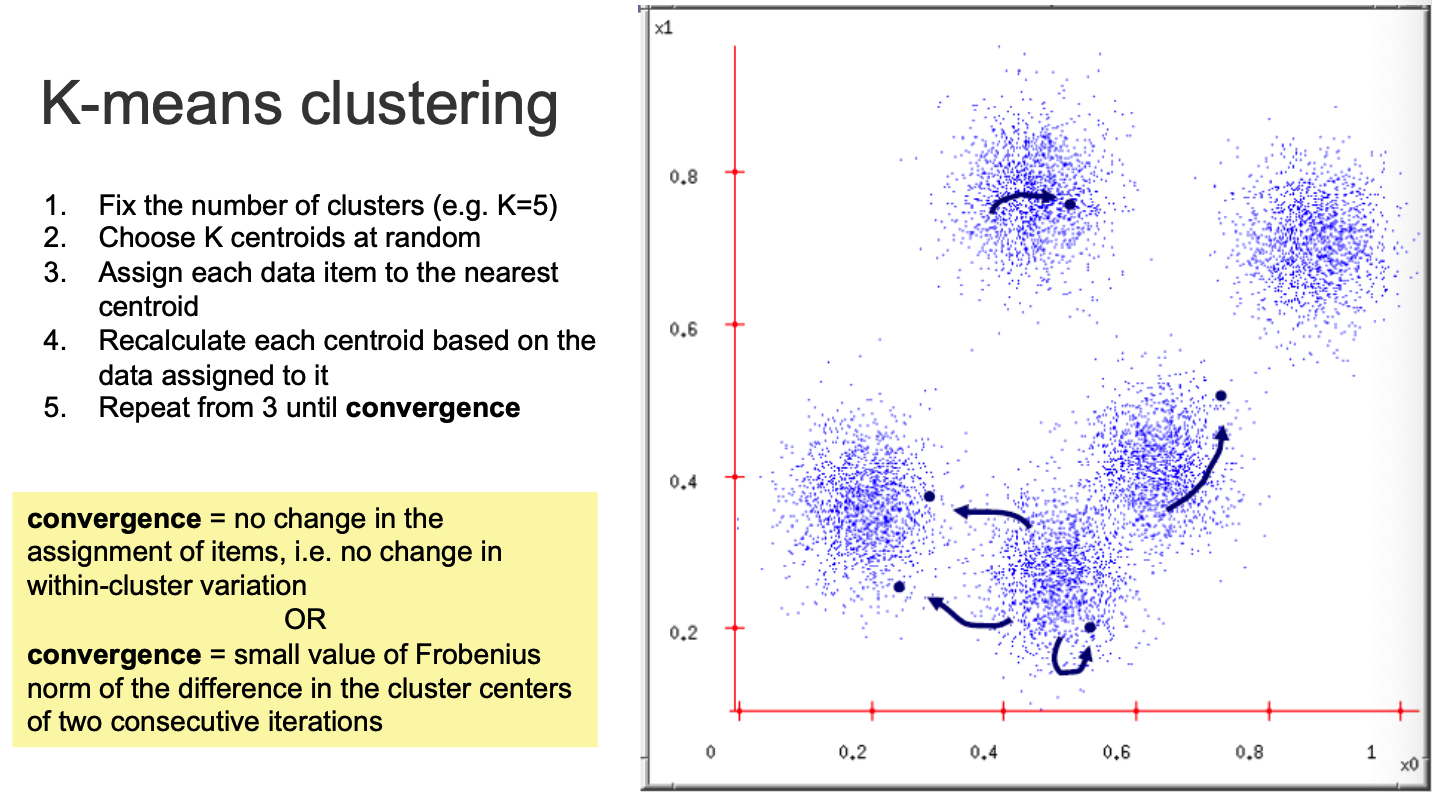 K-means clustering
1. Fix the number of clusters (e.g. K=5)
2. Choose K centroids at random
3. Assign each data item to the nearest
centroid
4. Recalculate each centroid based on the
data assigned to it
5. Repeat from 3 until convergence
convergence = no change in the
assignment of items, i.e. no change in
within-cluster variation
OR
convergence = small value of Frobenius
norm of the difference in the cluster centers
of two consecutive iterations
x1
0.8
0.6
0.4
0.2
0 0.2 0.4 0.6 0.8 1
x0